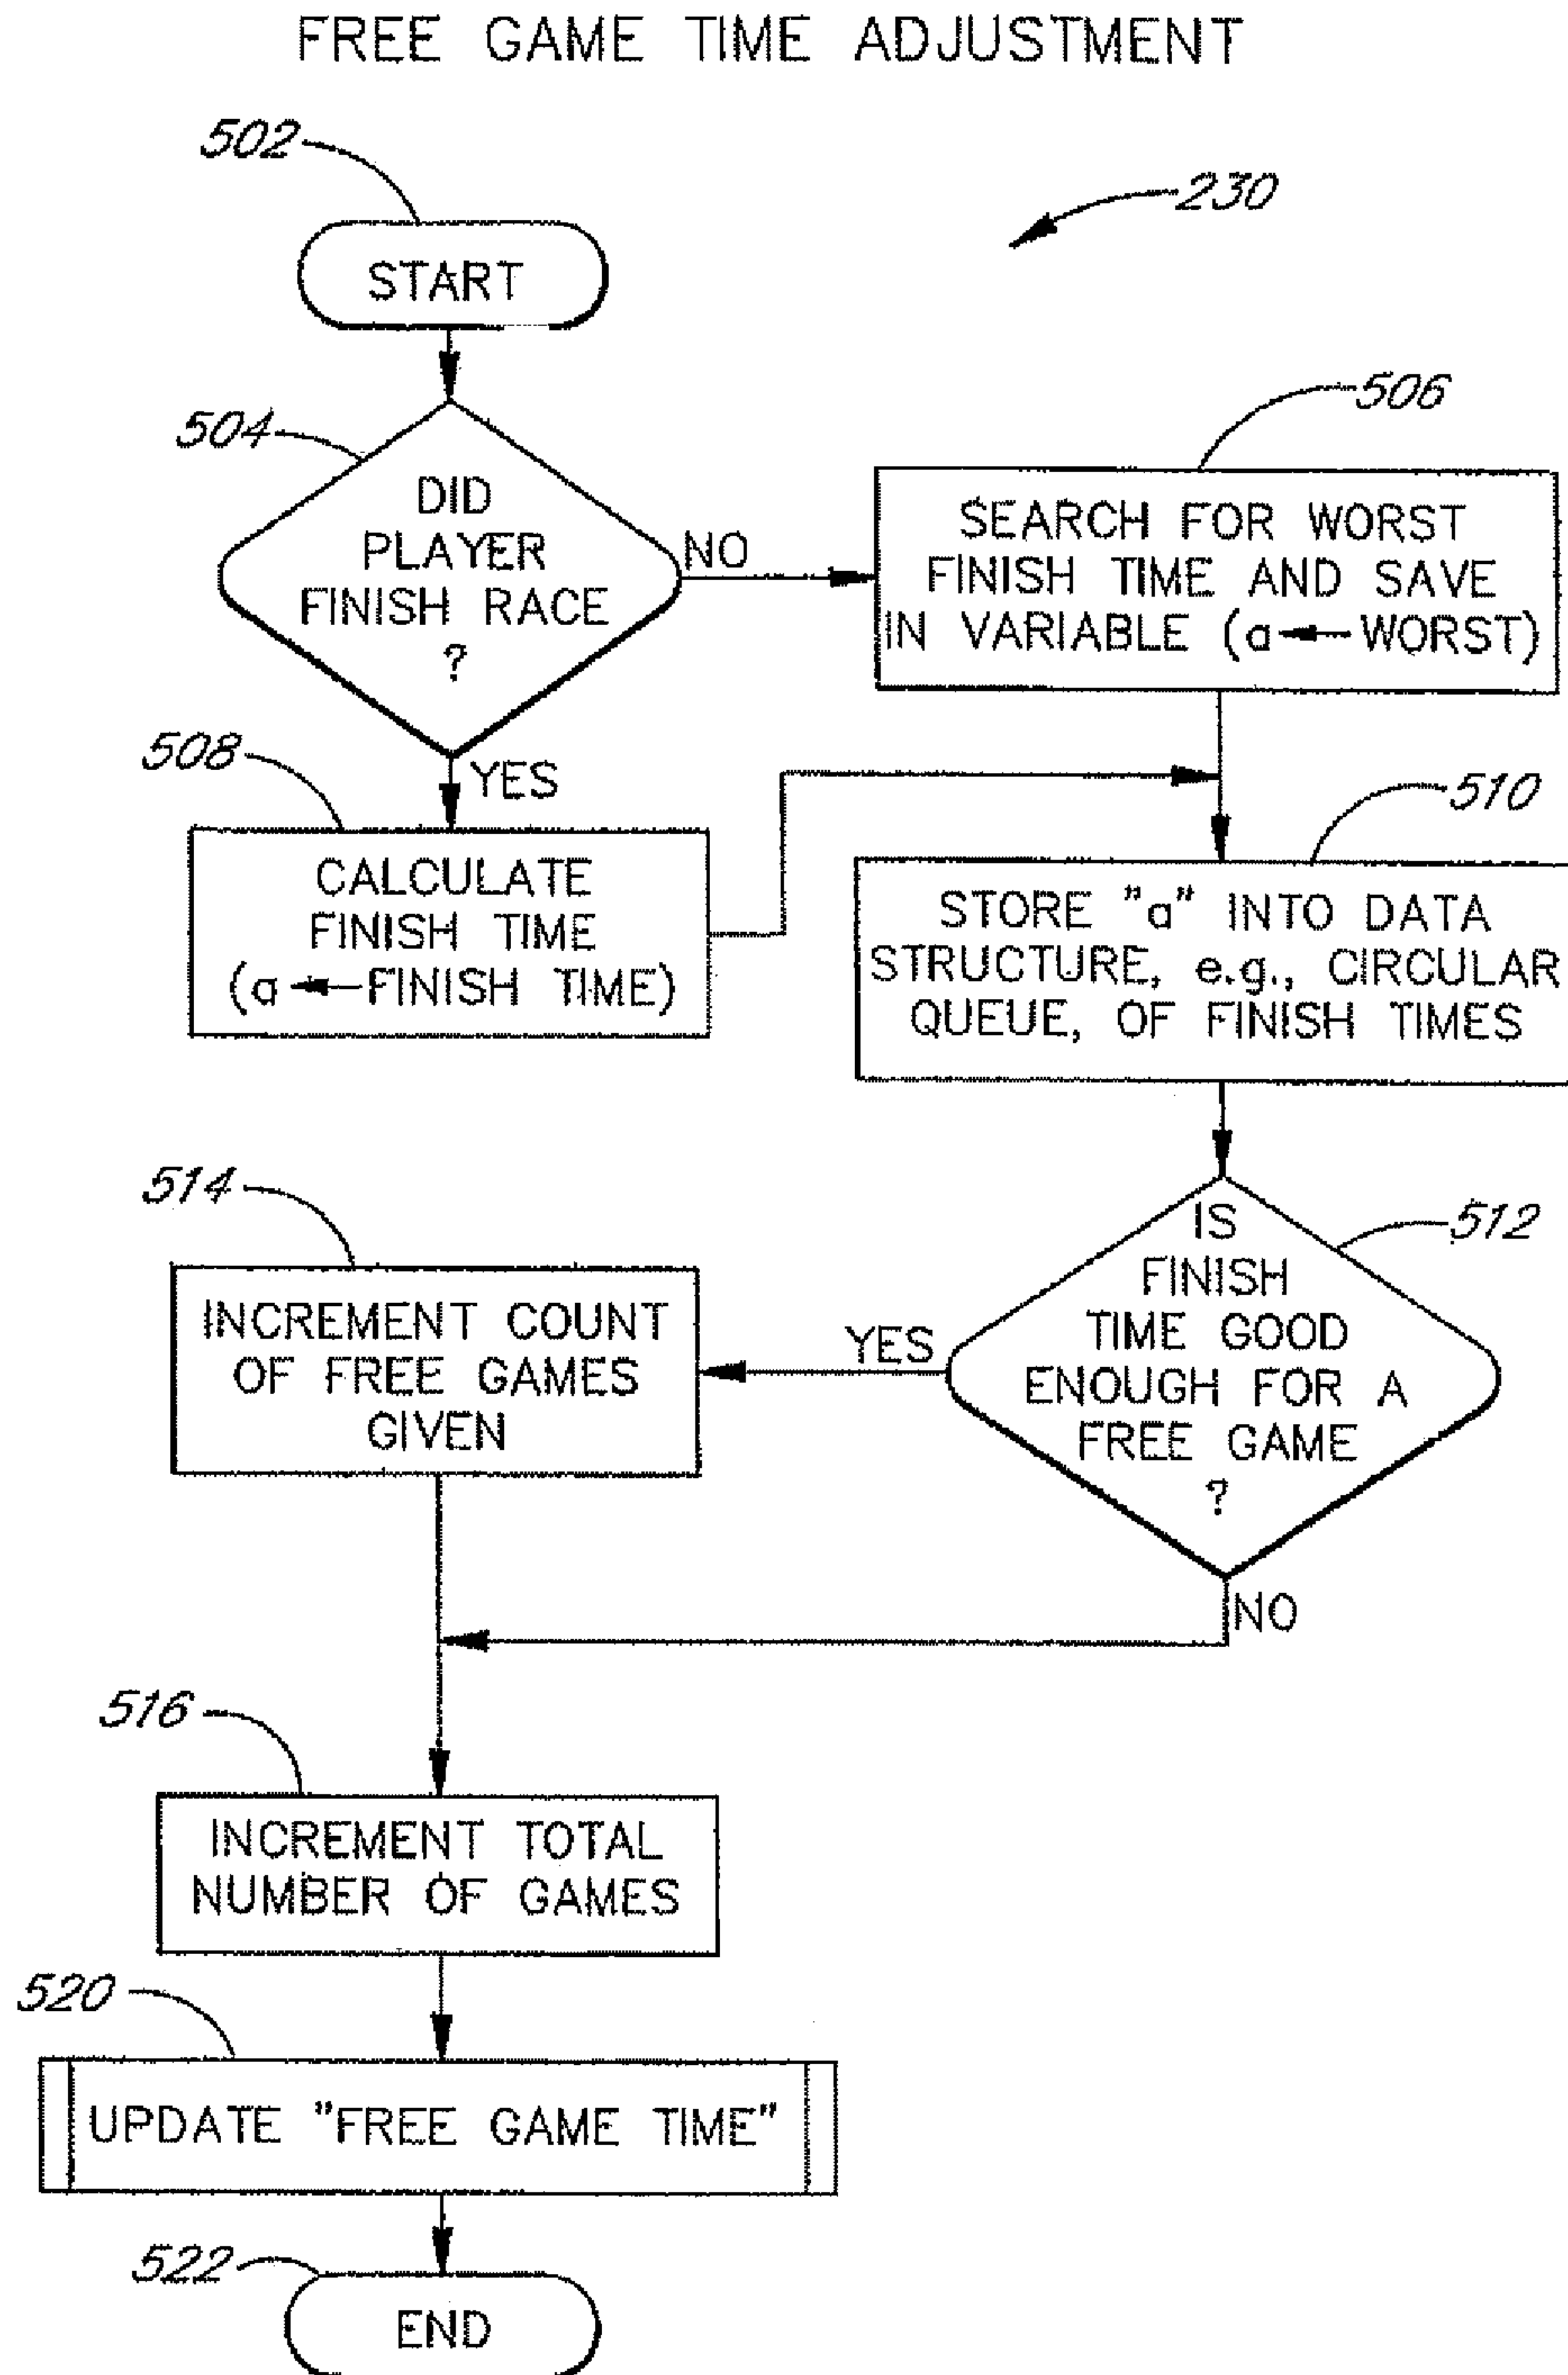 FREE GAME TIME ADJUSTMENT
502
230
START
504
506
DID
PLAYER
FINISH RACE
?
NO
SEARCH FOR WORST
FINISH TIME AND SAVE
IN VARIABLE (a←WORST)
508
YES
510
CALCULATE
FINISH TIME
(a←FINISH TIME)
STORE "a" INTO DATA
STRUCTURE, e.g., CIRCULAR
QUEUE, OF FINISH TIMES
514
512
IS
FINISH
TIME GOOD
ENOUGH FOR A
FREE GAME
?
YES
INCREMENT COUNT
OF FREE GAMES
GIVEN
NO
516
INCREMENT TOTAL
NUMBER OF GAMES
520
UPDATE "FREE GAME TIME"
522
END